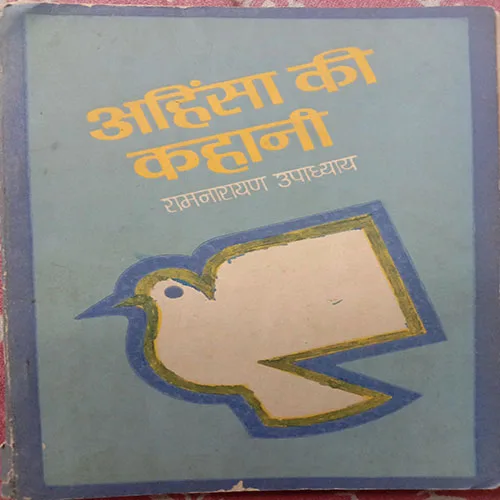 अहिंसा की
कहानी
रामनारायण उपाध्याय